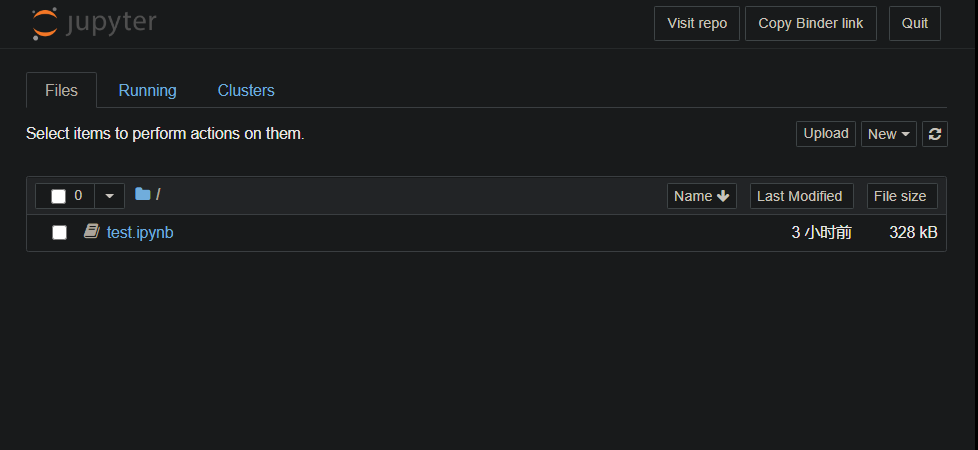 jupyter Visit repo Copy Binder link Quit
Files Running Clusters
Select items to perform actions on them. Upload New
0 / Name Last Modified File size
test.ipynb 3 小时前 328 kB